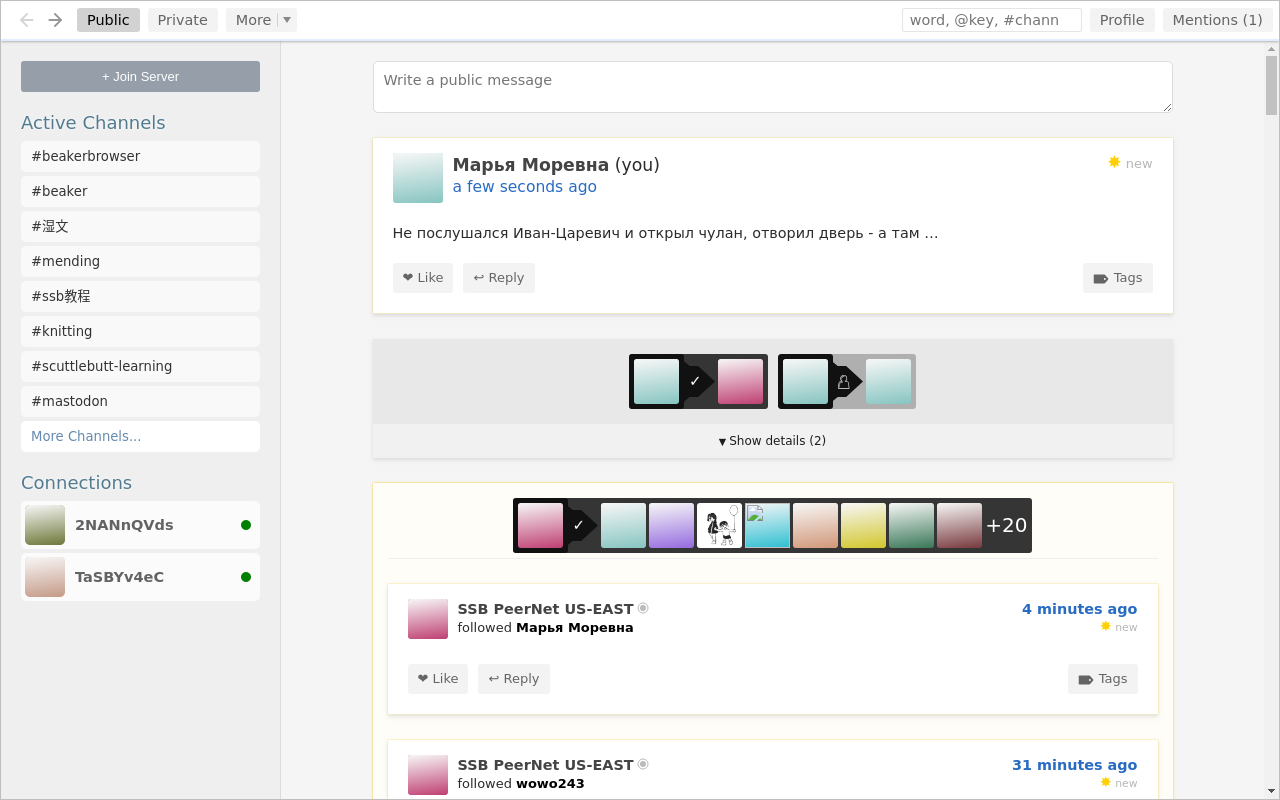 Public
Private
More
word, @key, #chann
Profile
Mentions (1)
+ Join Server
Active Channels
#beakerbrowser
#beaker
#湿文
#mending
#ssb教程
#knitting
#scuttlebutt-learning
#mastodon
More Channels...
Connections
2NANnQVds
TaSBYv4eC
Write a public message
Марья Моревна (you)
new
a few seconds ago
Не послушался Иван-Царевич и открыл чулан, отворил дверь - а там …
❤ Like
↩ Reply
Tags
▼ Show details (2)
+20
SSB PeerNet US-EAST
4 minutes ago
followed Марья Моревна
new
❤ Like
↩ Reply
Tags
SSB PeerNet US-EAST
31 minutes ago
followed wowo243
new